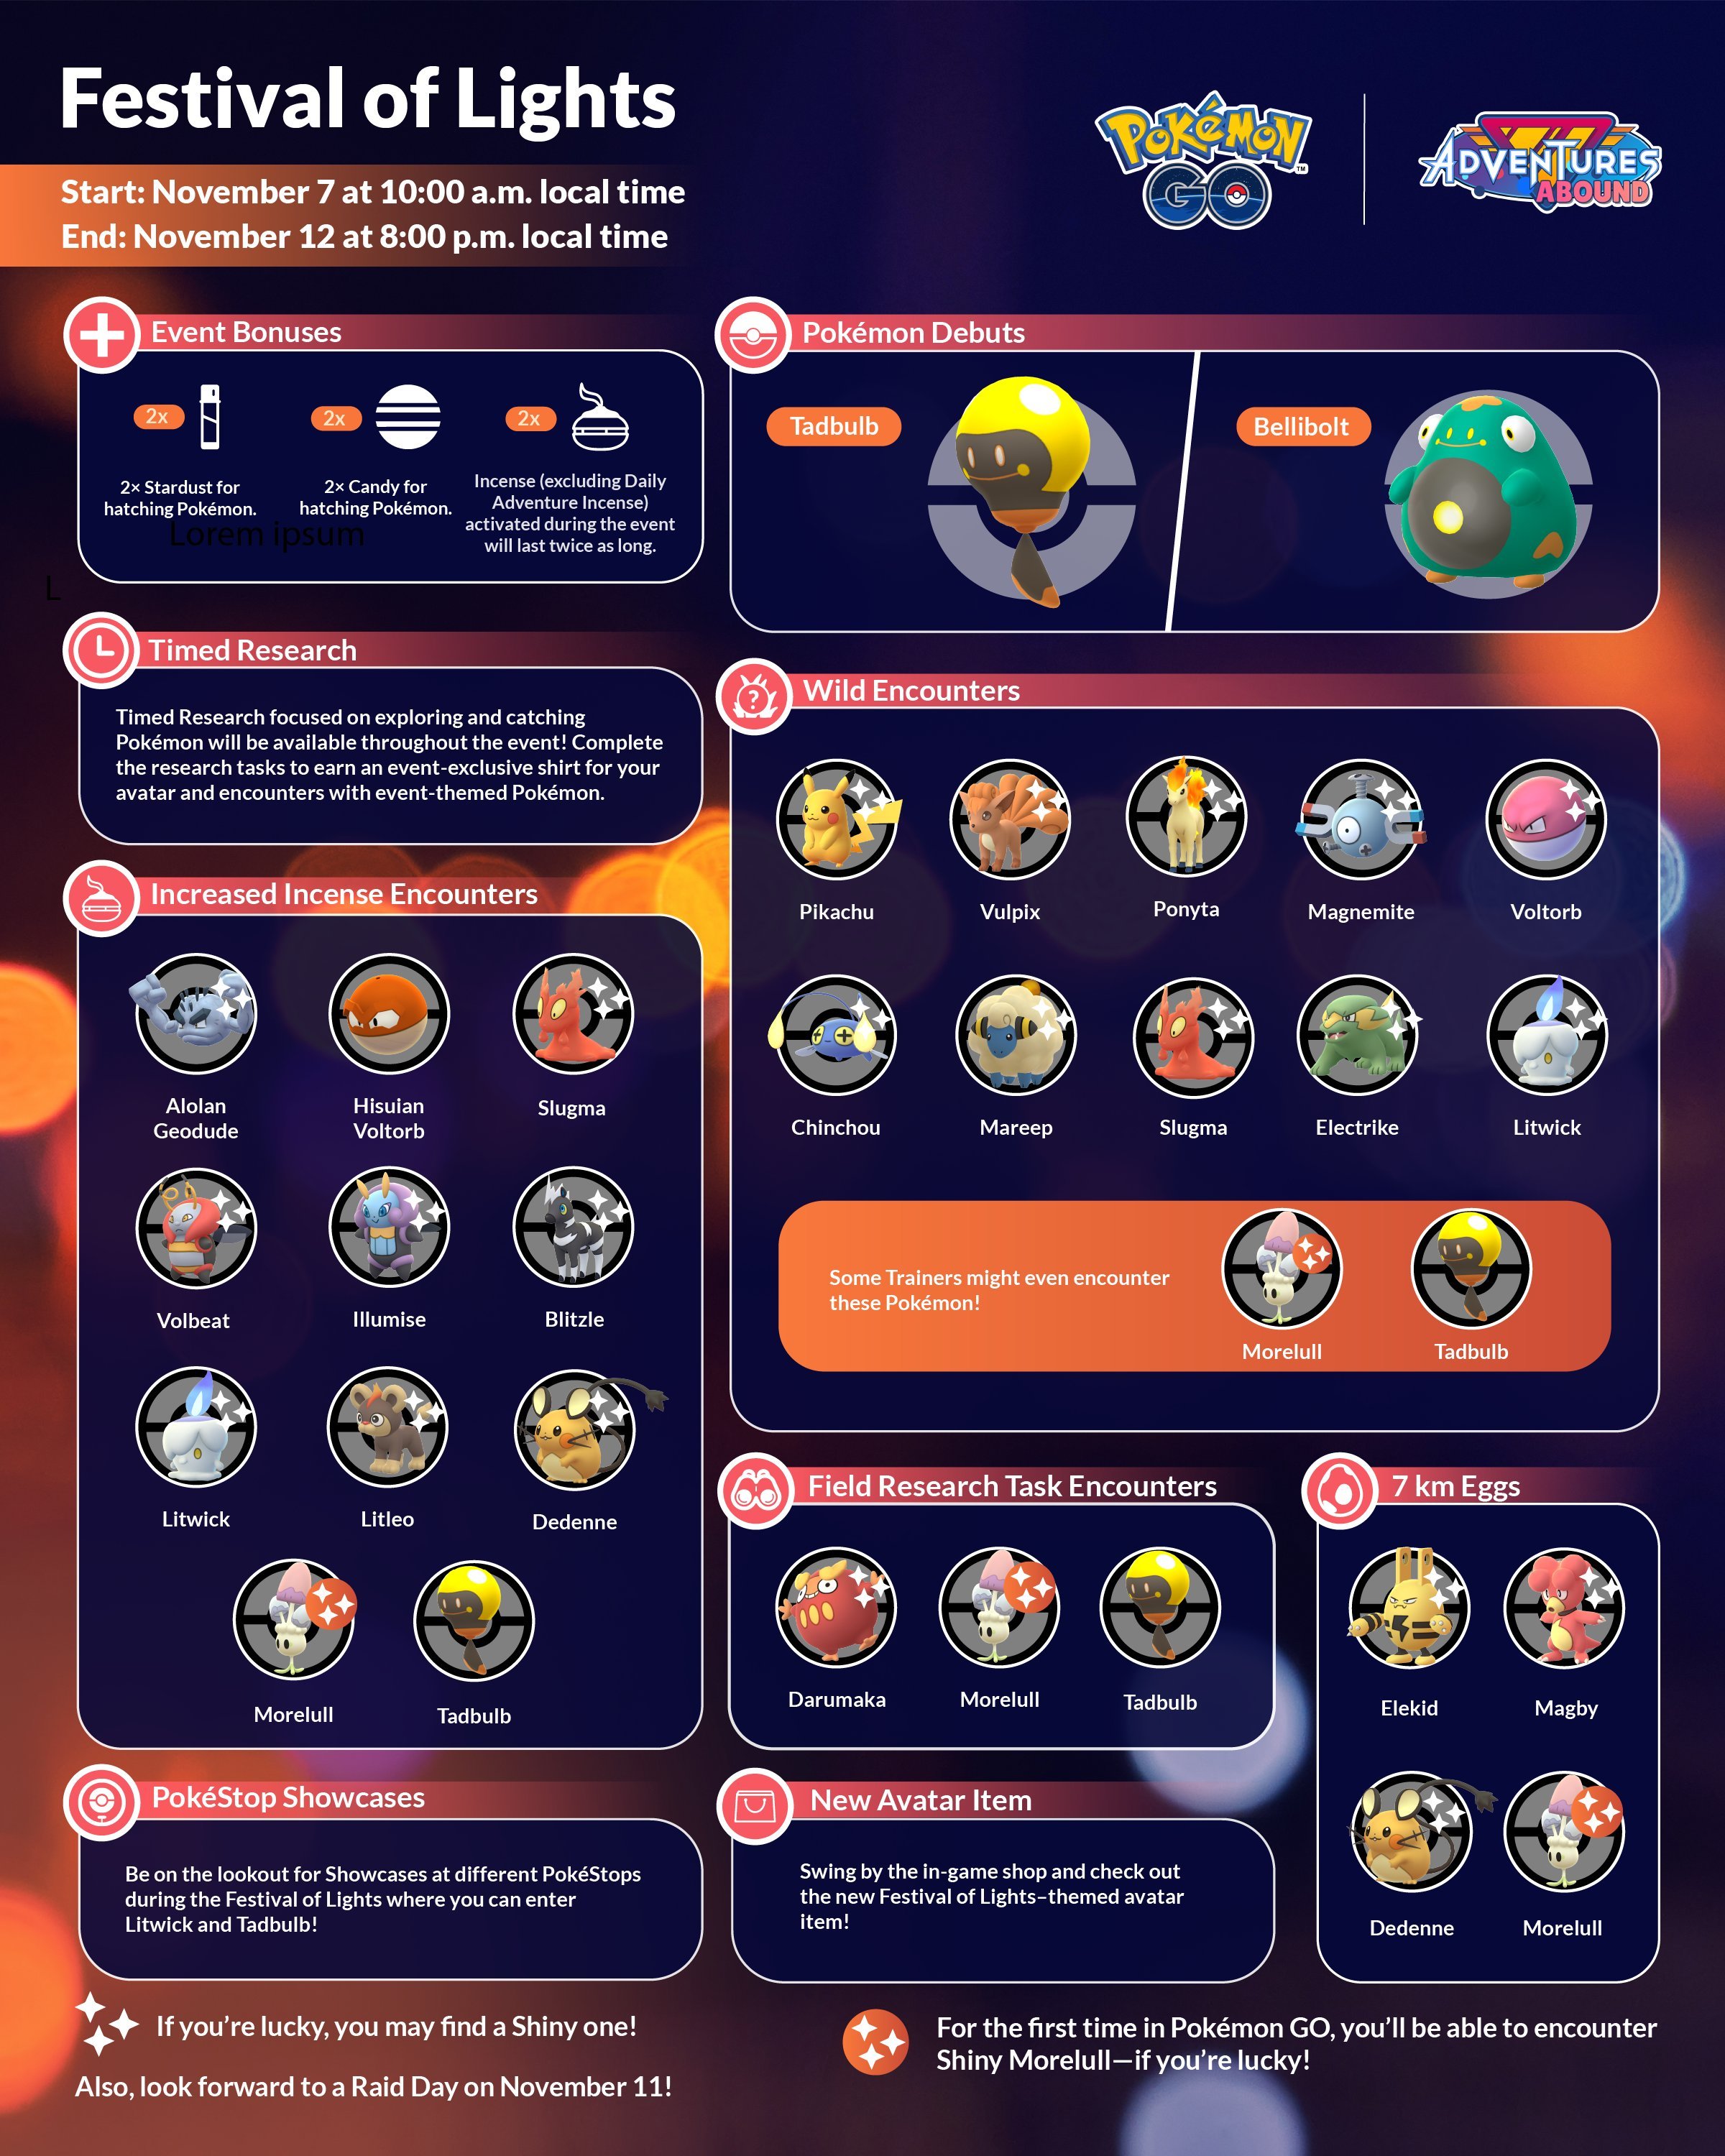 Festival of Lights
Start: November 7 at 10:00 a.m. local time
End: November 12 at 8:00 p.m. local time
POKÉMON
GO
TM
ADVENTURES
ABOUND
Event Bonuses
2x
2x
2x
2× Stardust for
hatching Pokémon.
2× Candy for
hatching Pokémon.
Incense (excluding Daily
Adventure Incense)
activated during the event
will last twice as long.
Lorem ipsum
L
Pokémon Debuts
Tadbulb
Bellibolt
Timed Research
Timed Research focused on exploring and catching
Pokémon will be available throughout the event! Complete
the research tasks to earn an event-exclusive shirt for your
avatar and encounters with event-themed Pokémon.
Wild Encounters
Pikachu
Vulpix
Ponyta
Magnemite
Voltorb
Chinchou
Mareep
Slugma
Electrike
Litwick
Some Trainers might even encounter
these Pokémon!
Morelull
Tadbulb
Increased Incense Encounters
Alolan
Geodude
Hisuian
Voltorb
Slugma
Volbeat
Illumise
Blitzle
Litwick
Litleo
Dedenne
Morelull
Tadbulb
Field Research Task Encounters
Darumaka
Morelull
Tadbulb
7 km Eggs
Elekid
Magby
Dedenne
Morelull
PokéStop Showcases
Be on the lookout for Showcases at different PokéStops
during the Festival of Lights where you can enter
Litwick and Tadbulb!
New Avatar Item
Swing by the in-game shop and check out
the new Festival of Lights–themed avatar
item!
If you're lucky, you may find a Shiny one!
Also, look forward to a Raid Day on November 11!
For the first time in Pokémon GO, you'll be able to encounter
Shiny Morelull—if you're lucky!